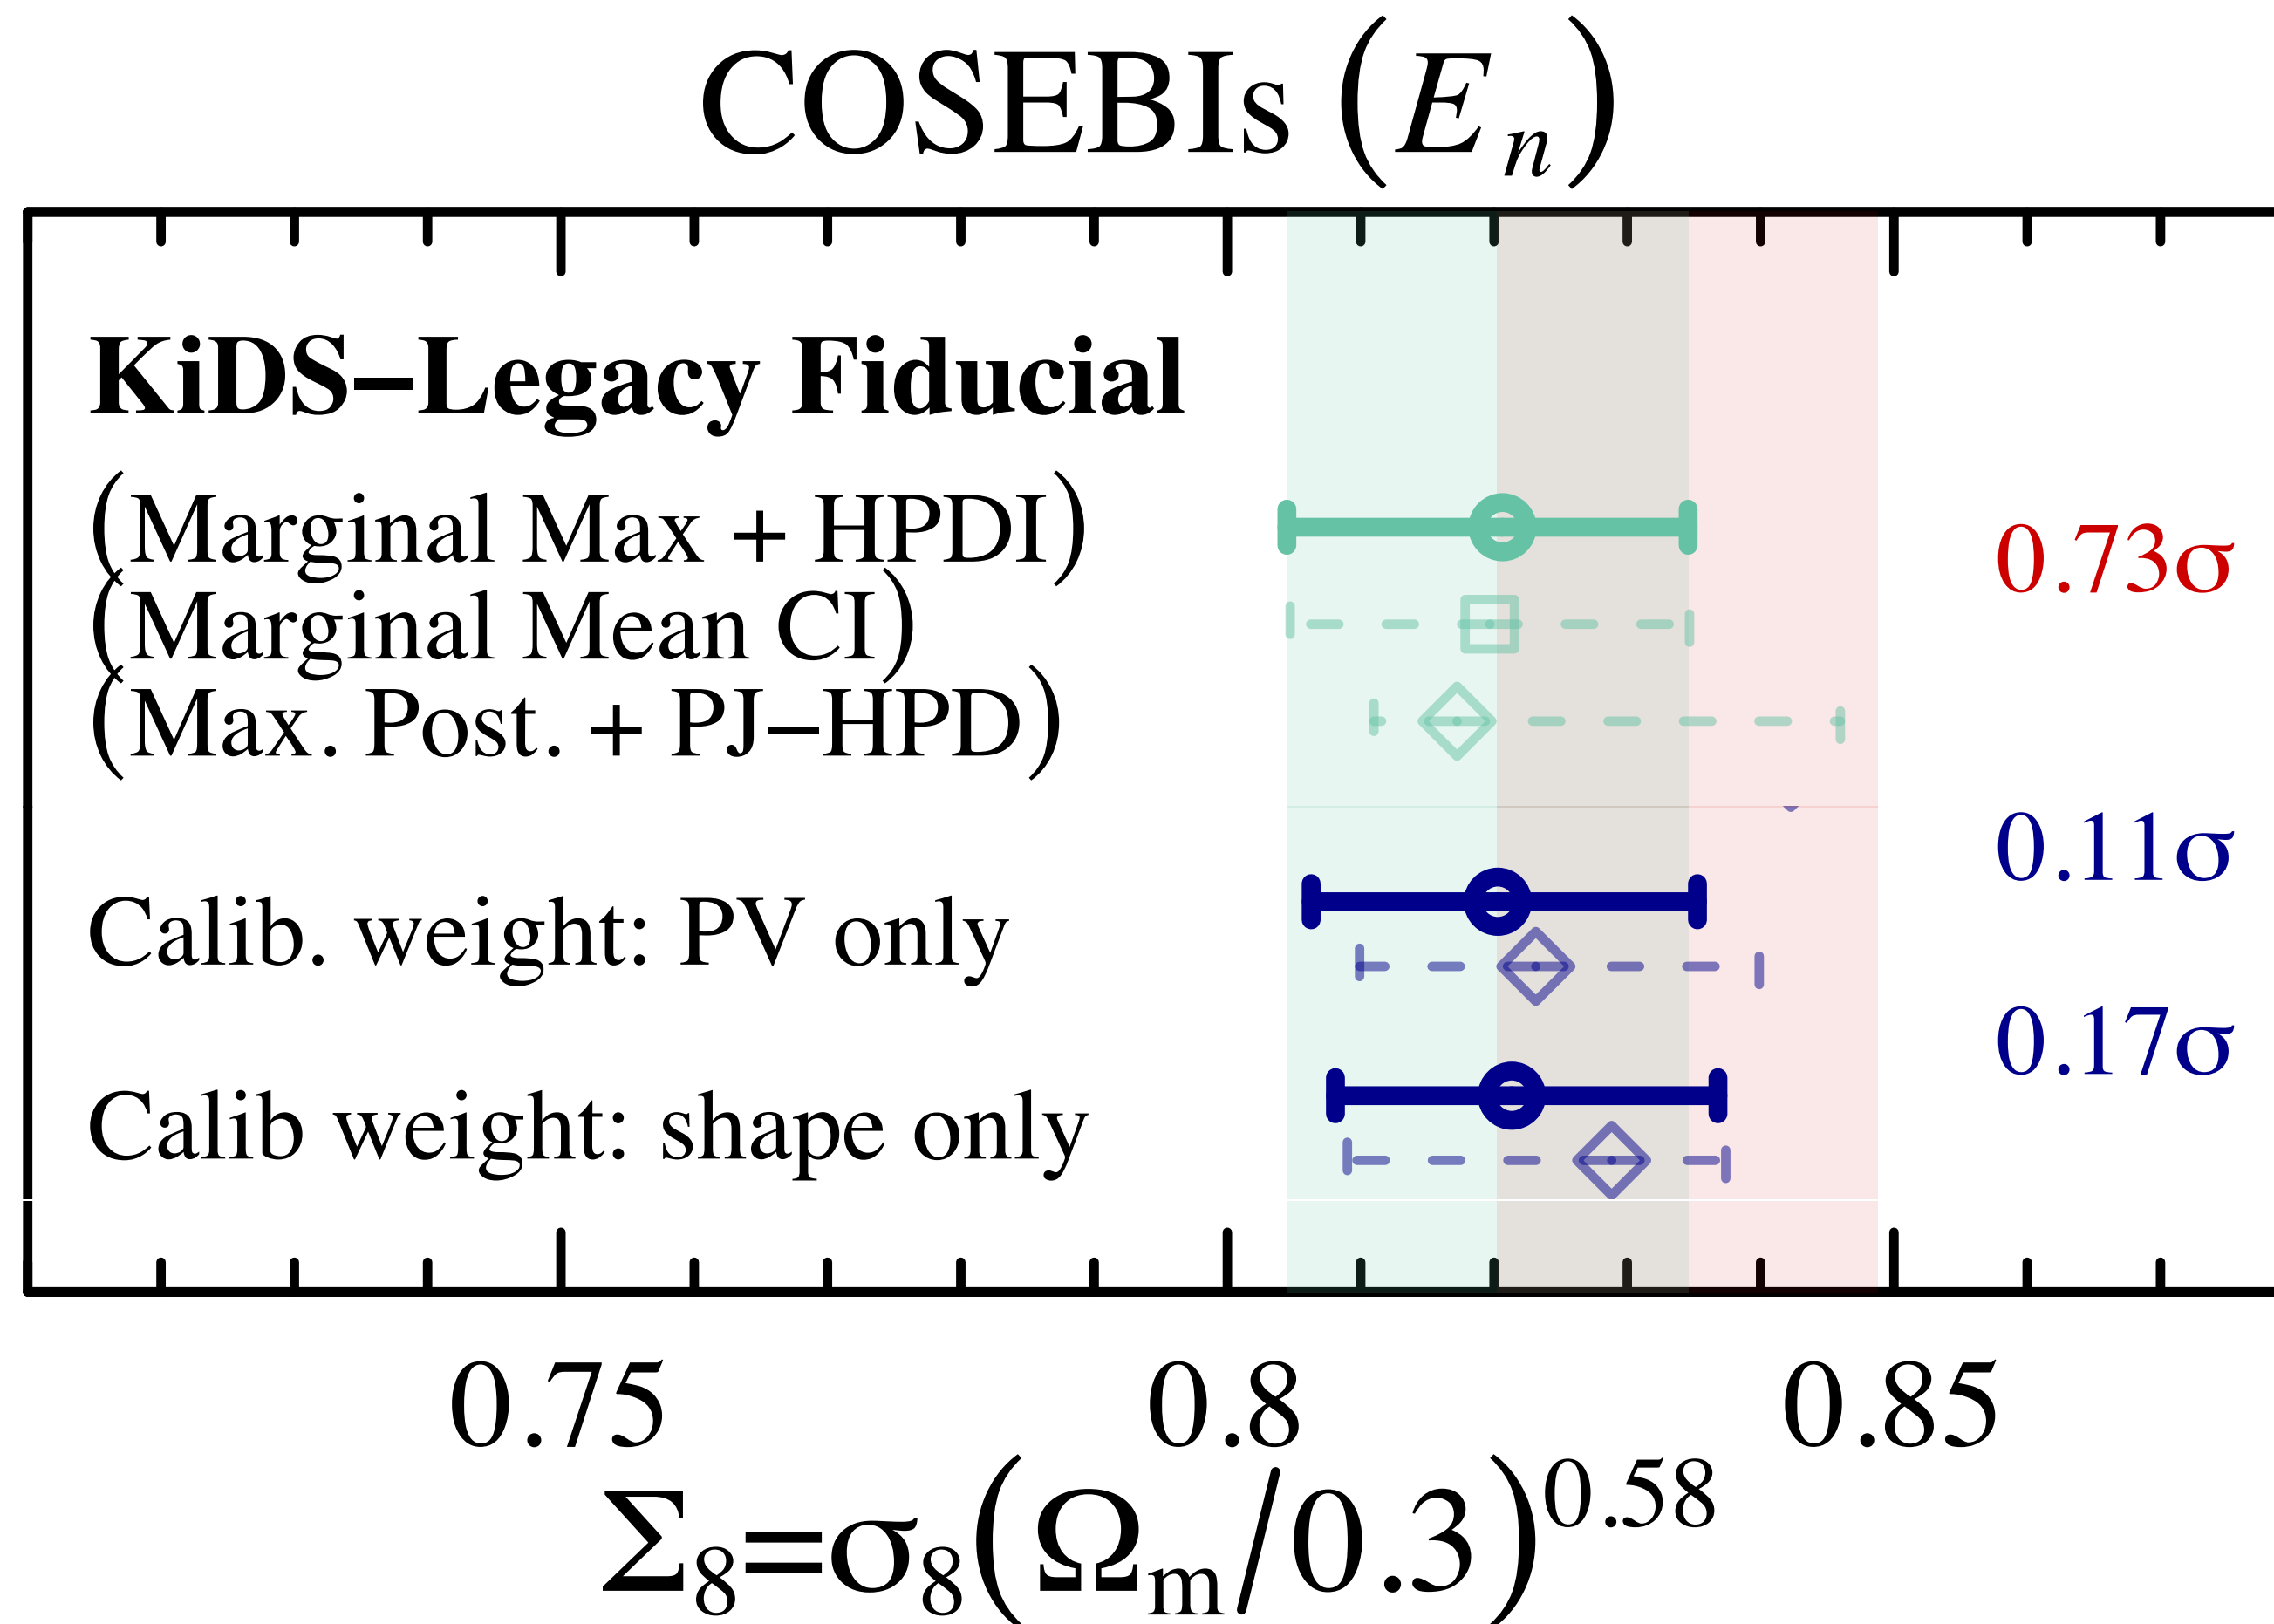 COSEBIs (Eₙ)
KiDS−Legacy Fiducial
(Marginal Max + HPDI)
0.73σ
(Marginal Mean CI)
(Max. Post. + PJ−HPD)
0.11σ
Calib. weight: PV only
0.17σ
Calib weight: shape only
0.75 0.8 0.85
Σ₈=σ₈(Ωₘ/0.3)⁰·⁵⁸